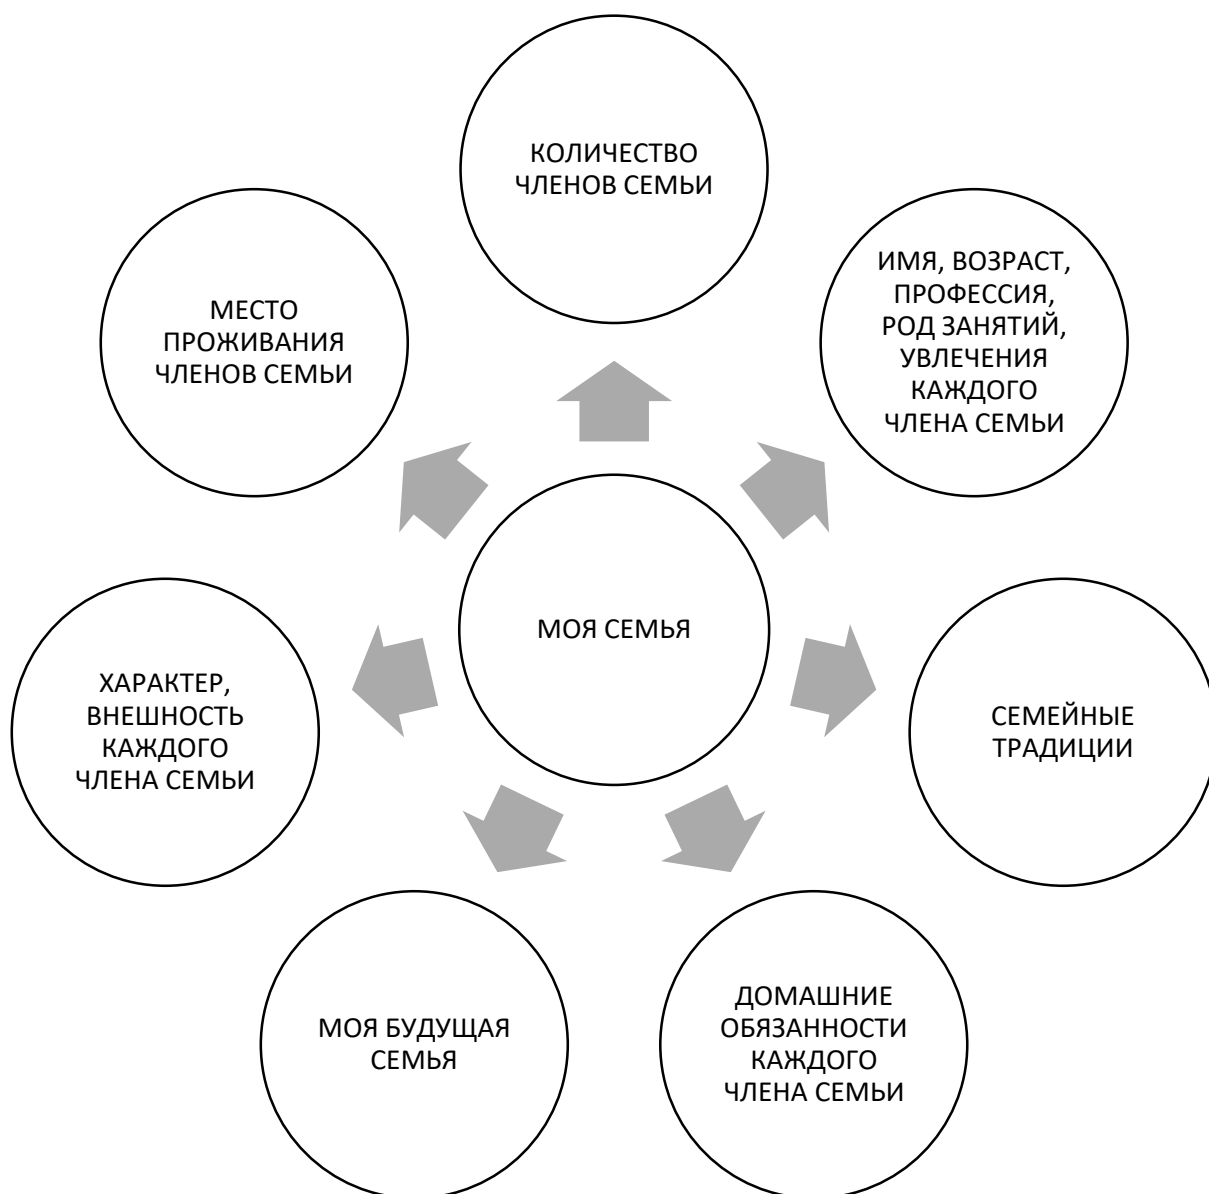 КОЛИЧЕСТВО
ЧЛЕНОВ СЕМЬИ
ИМЯ, ВОЗРАСТ,
ПРОФЕССИЯ,
РОД ЗАНЯТИЙ,
УВЛЕЧЕНИЯ
КАЖДОГО
ЧЛЕНА СЕМЬИ
СЕМЕЙНЫЕ
ТРАДИЦИИ
ДОМАШНИЕ
ОБЯЗАННОСТИ
КАЖДОГО
ЧЛЕНА СЕМЬИ
МОЯ БУДУЩАЯ
СЕМЬЯ
ХАРАКТЕР,
ВНЕШНОСТЬ
КАЖДОГО
ЧЛЕНА СЕМЬИ
МЕСТО
ПРОЖИВАНИЯ
ЧЛЕНОВ СЕМЬИ
МОЯ СЕМЬЯ